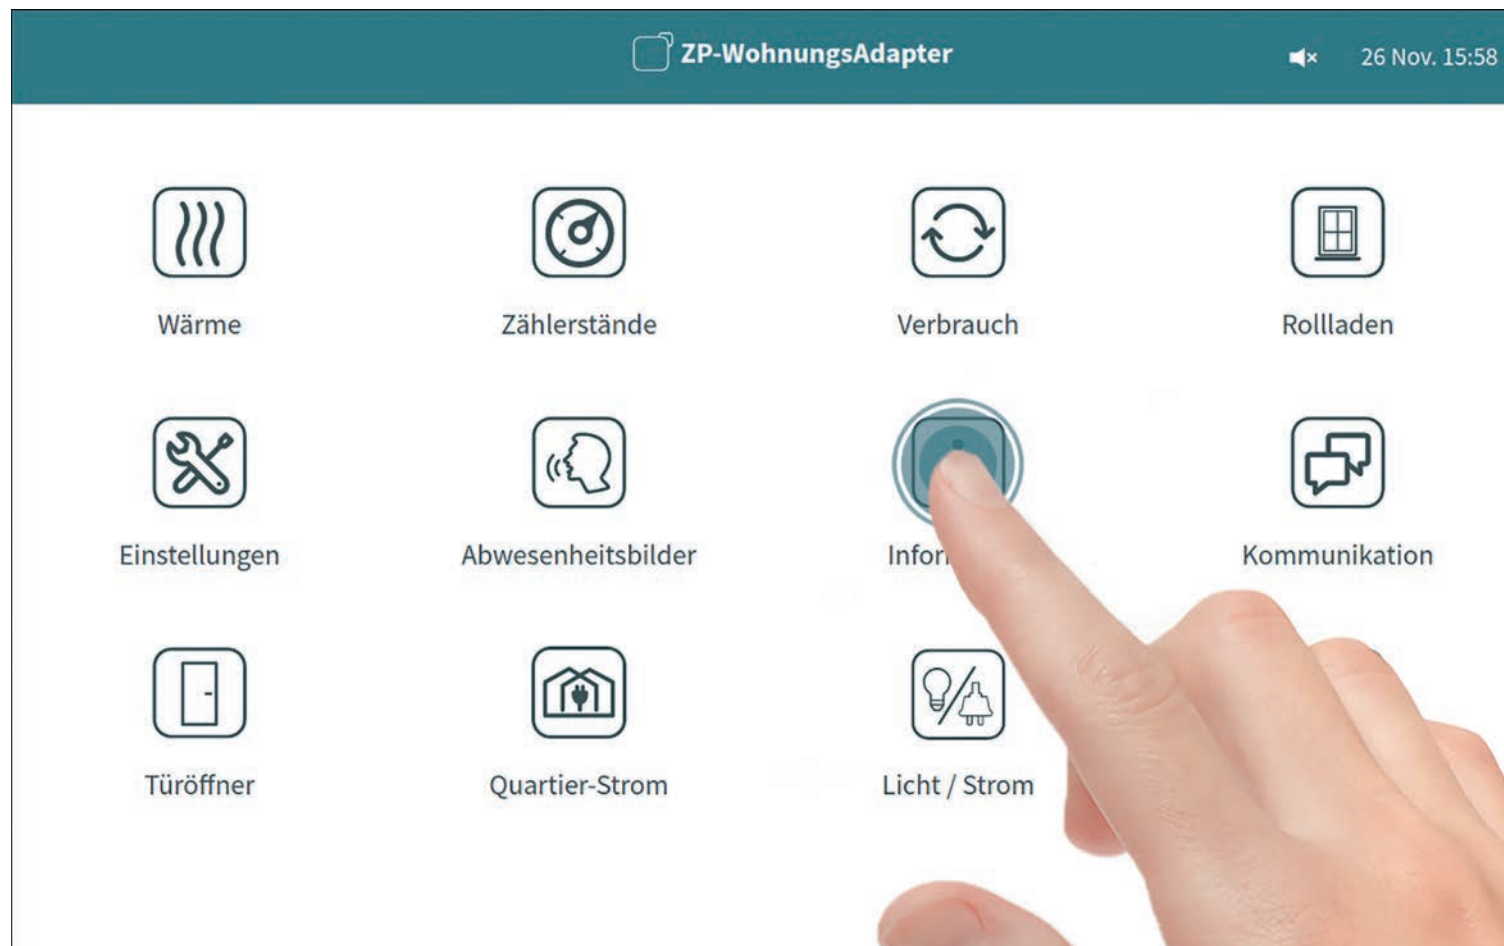 ZP-WohnungsAdapter
26 Nov. 15:58
Wärme
Zählerstände
Verbrauch
Rollladen
Einstellungen
Abwesenheitsbilder
Kommunikation
Türöffner
Quartier-Strom
Licht / Strom